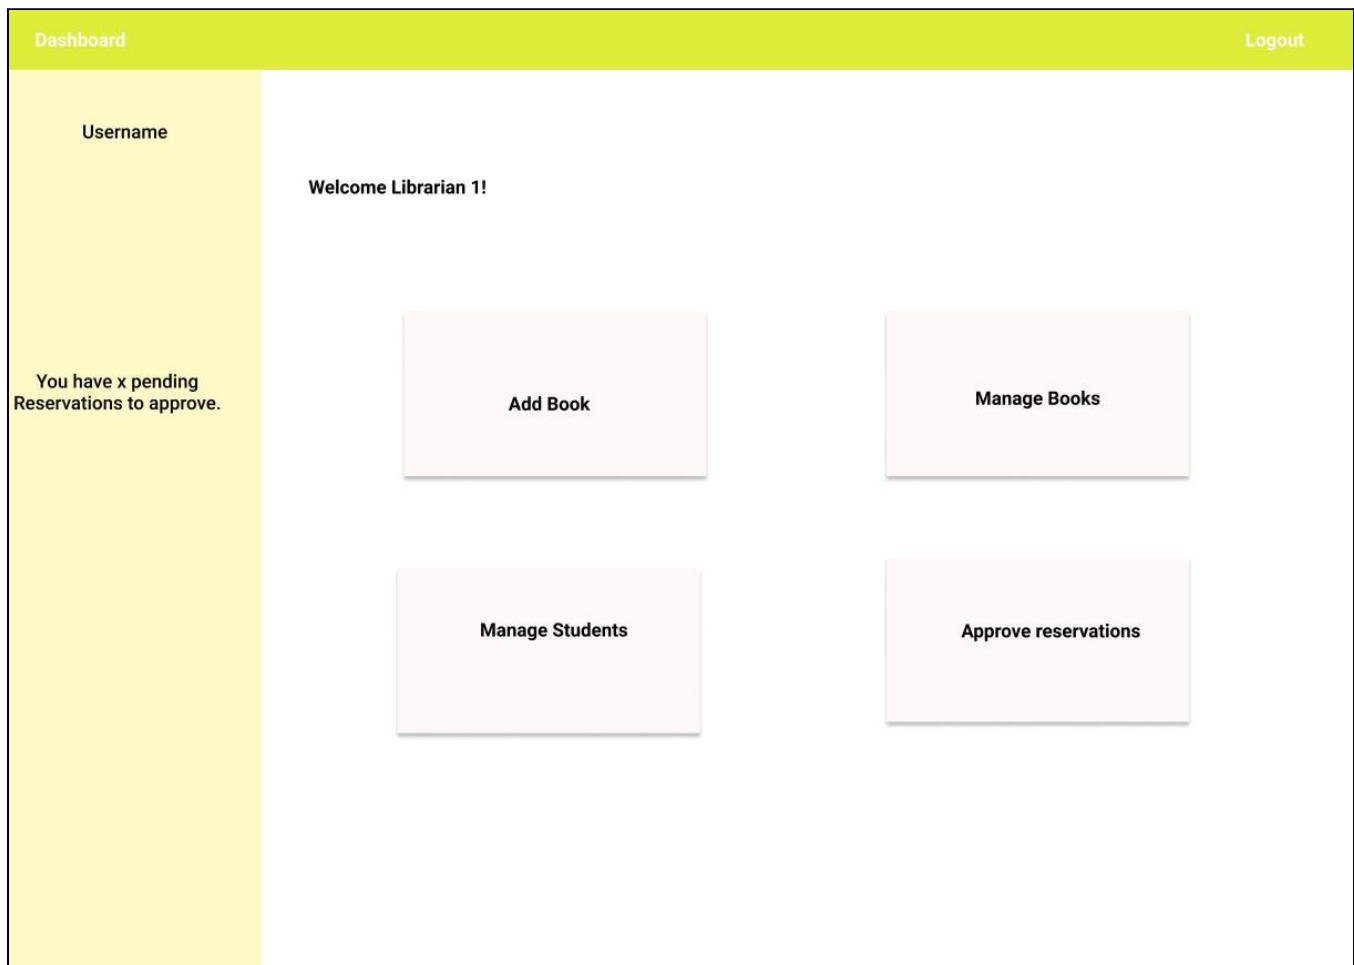 Dashboard
Logout
Username
Welcome Librarian 1!
You have x pending
Reservations to approve.
Add Book
Manage Books
Manage Students
Approve reservations